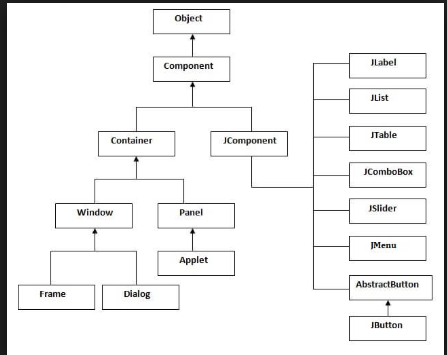 Object
Component
Container
JComponent
Window
Panel
Applet
Frame
Dialog
JLabel
JList
JTable
JComboBox
JSlider
JMenu
AbstractButton
JButton